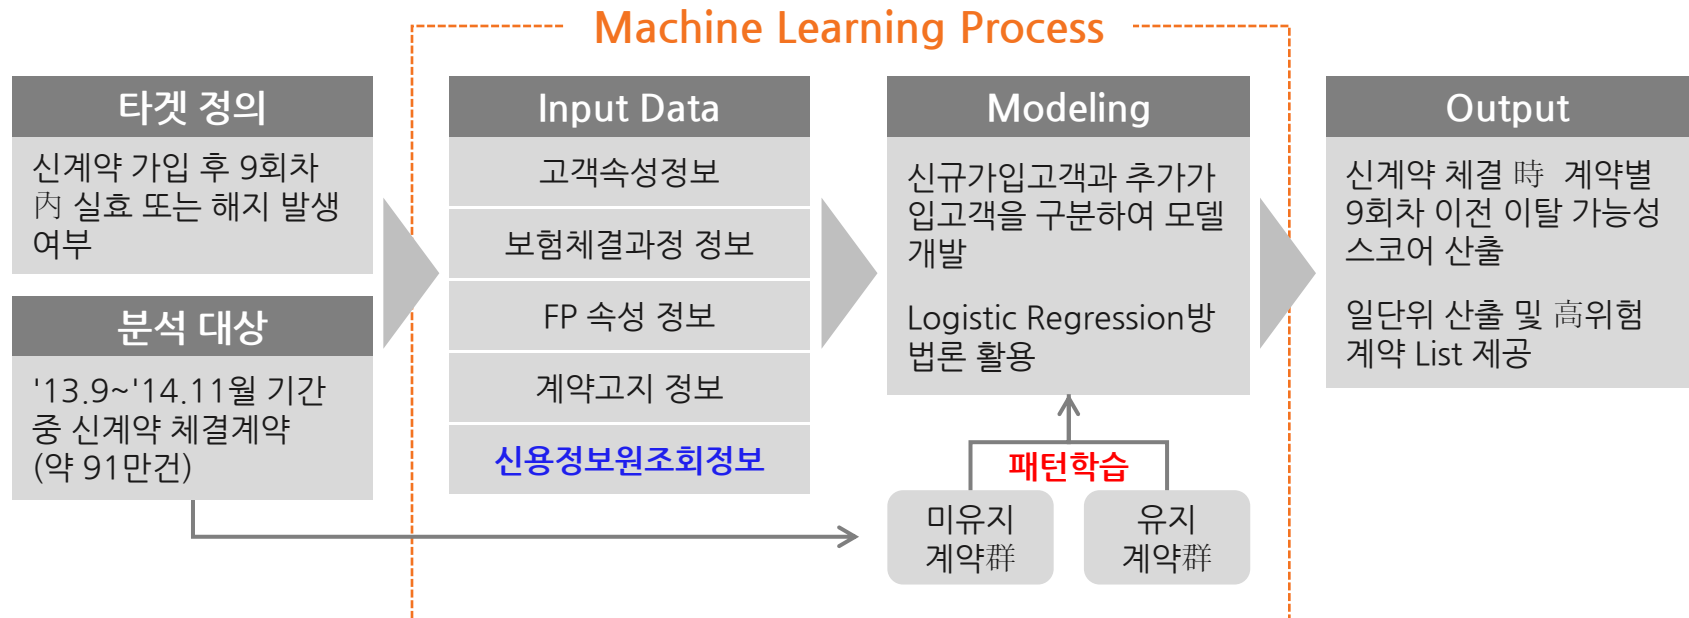 Machine Learning Process
타겟 정의
신계약 가입 후 9회차
內 실효 또는 해지 발생
여부
분석 대상
'13.9~'14.11월 기간
중 신계약 체결계약
(약 91만건)
Input Data
고객속성정보
보험체결과정 정보
FP 속성 정보
계약고지 정보
신용정보원조회정보
Modeling
신규가입고객과 추가가
입고객을 구분하여 모델
개발
Logistic Regression방
법론 활용
패턴학습
미유지
계약群
유지
계약群
Output
신계약 체결 時 계약별
9회차 이전 이탈 가능성
스코어 산출
일단위 산출 및 高위험
계약 List 제공